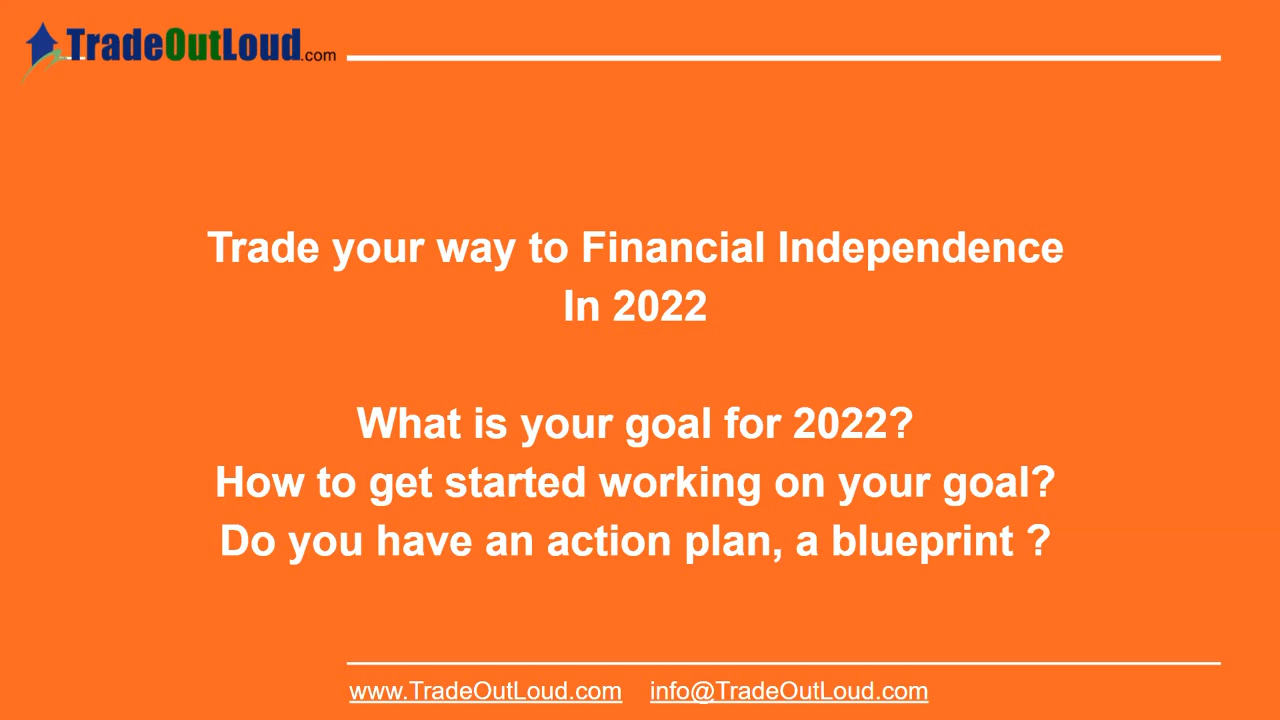 TradeOutLoud.com
Trade your way to Financial Independence
In 2022
What is your goal for 2022?
How to get started working on your goal?
Do you have an action plan, a blueprint ?
www.TradeOutLoud.com info@TradeOutLoud.com